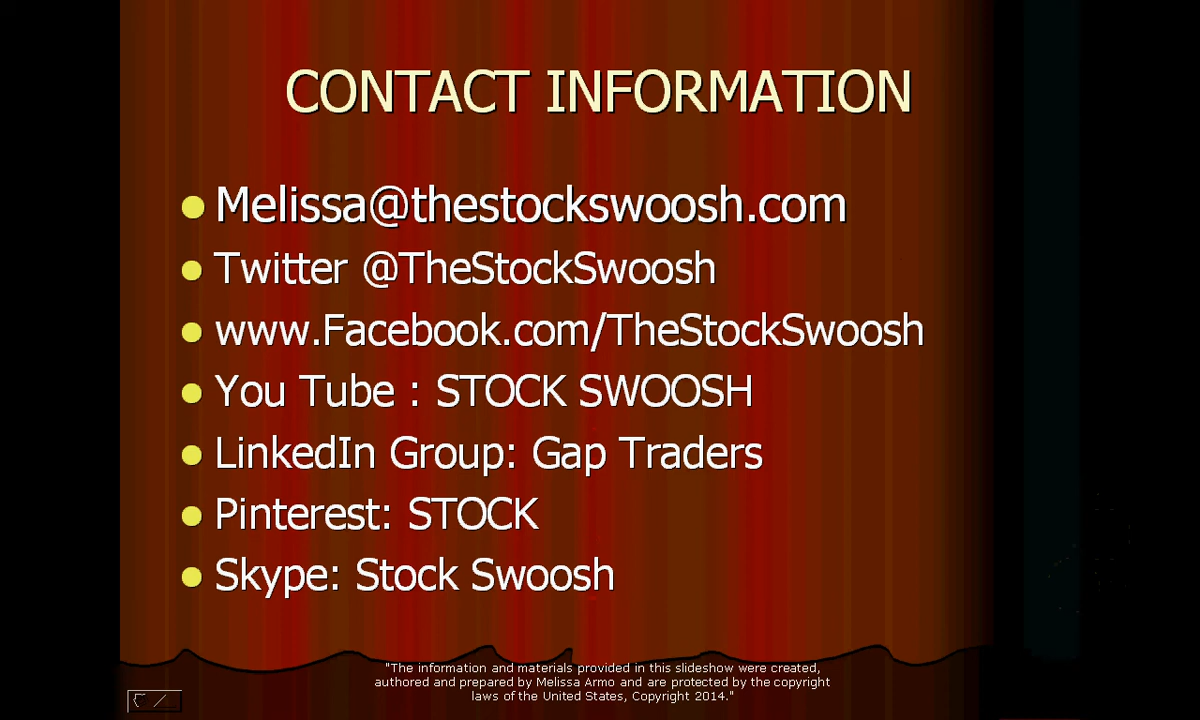 CONTACT INFORMATION
Melissa@thestockswoosh.com
Twitter @TheStockSwoosh
www.Facebook.com/TheStockSwoosh
You Tube : STOCK SWOOSH
LinkedIn Group: Gap Traders
Pinterest: STOCK
Skype: Stock Swoosh
"The information and materials provided in this slideshow were created,
authored and prepared by Melissa Armo and are protected by the copyright
laws of the United States, Copyright 2014."